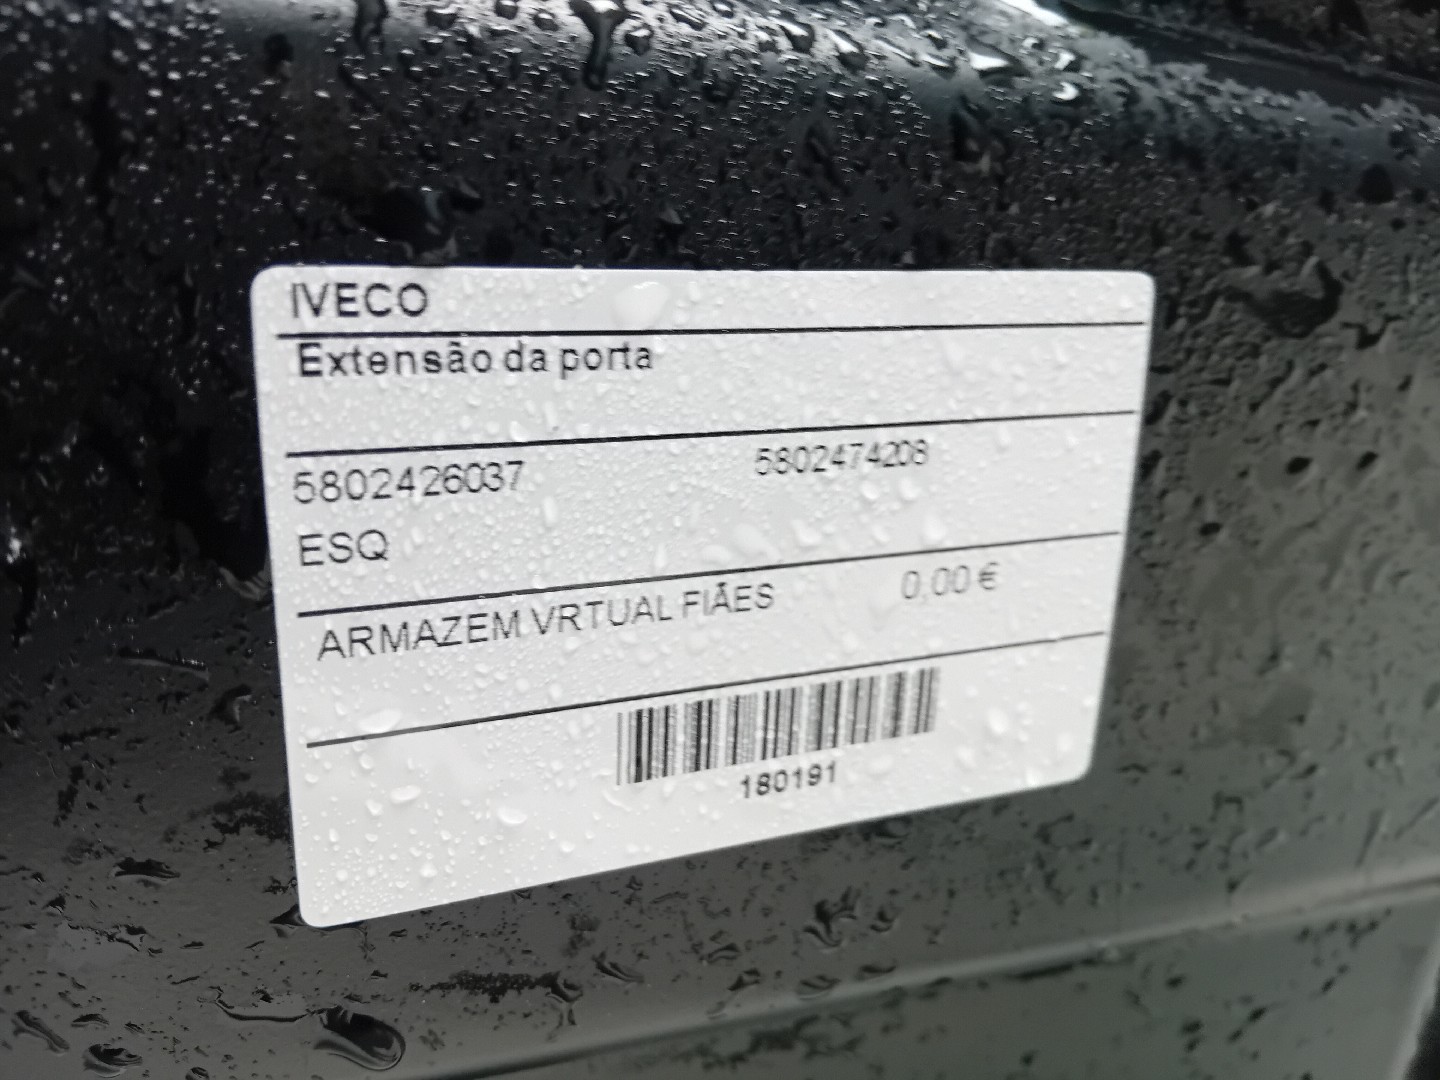 IVECO
Extensão da porta
5802426037 5802474208
ESQ
ARMAZEM VRTUAL FIÃES 0,00 €
180191